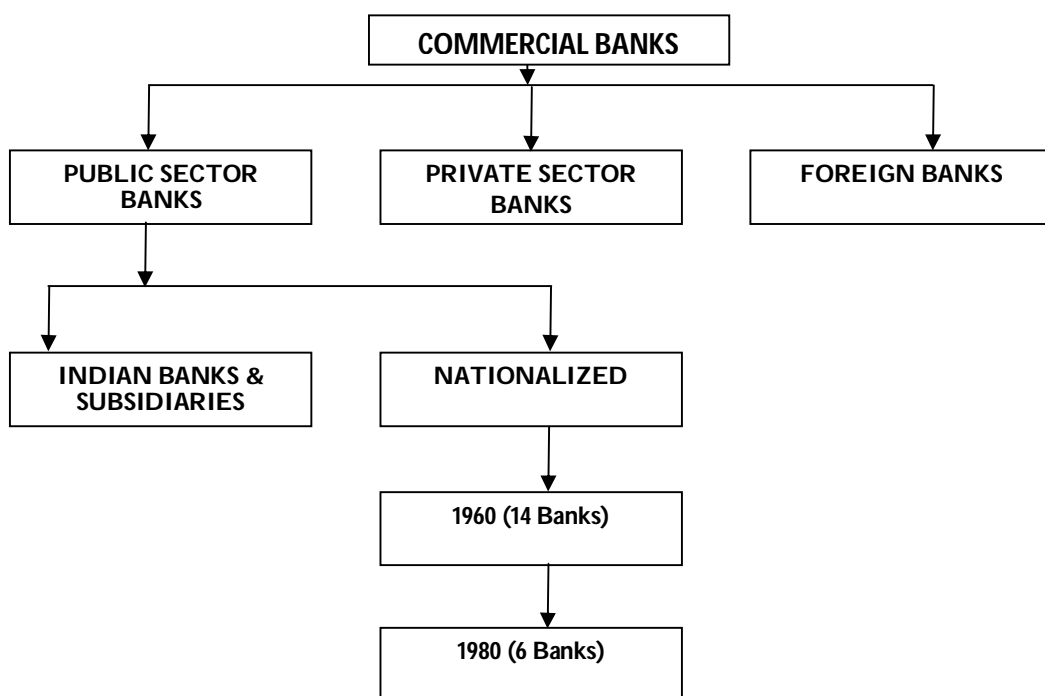 COMMERCIAL BANKS
PUBLIC SECTOR
BANKS
PRIVATE SECTOR
BANKS
FOREIGN BANKS
INDIAN BANKS &
SUBSIDIARIES
NATIONALIZED
1960 (14 Banks)
1980 (6 Banks)